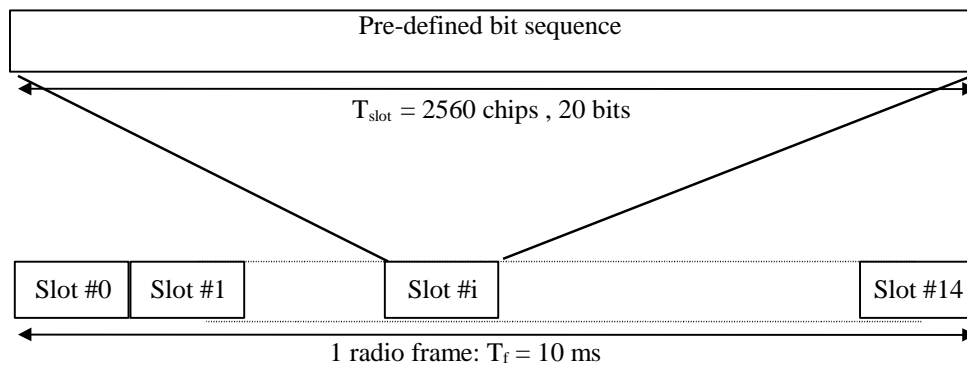 Pre-defined bit sequence
Tslot = 2560 chips , 20 bits
Slot #0 Slot #1 Slot #i Slot #14
1 radio frame: Tf = 10 ms